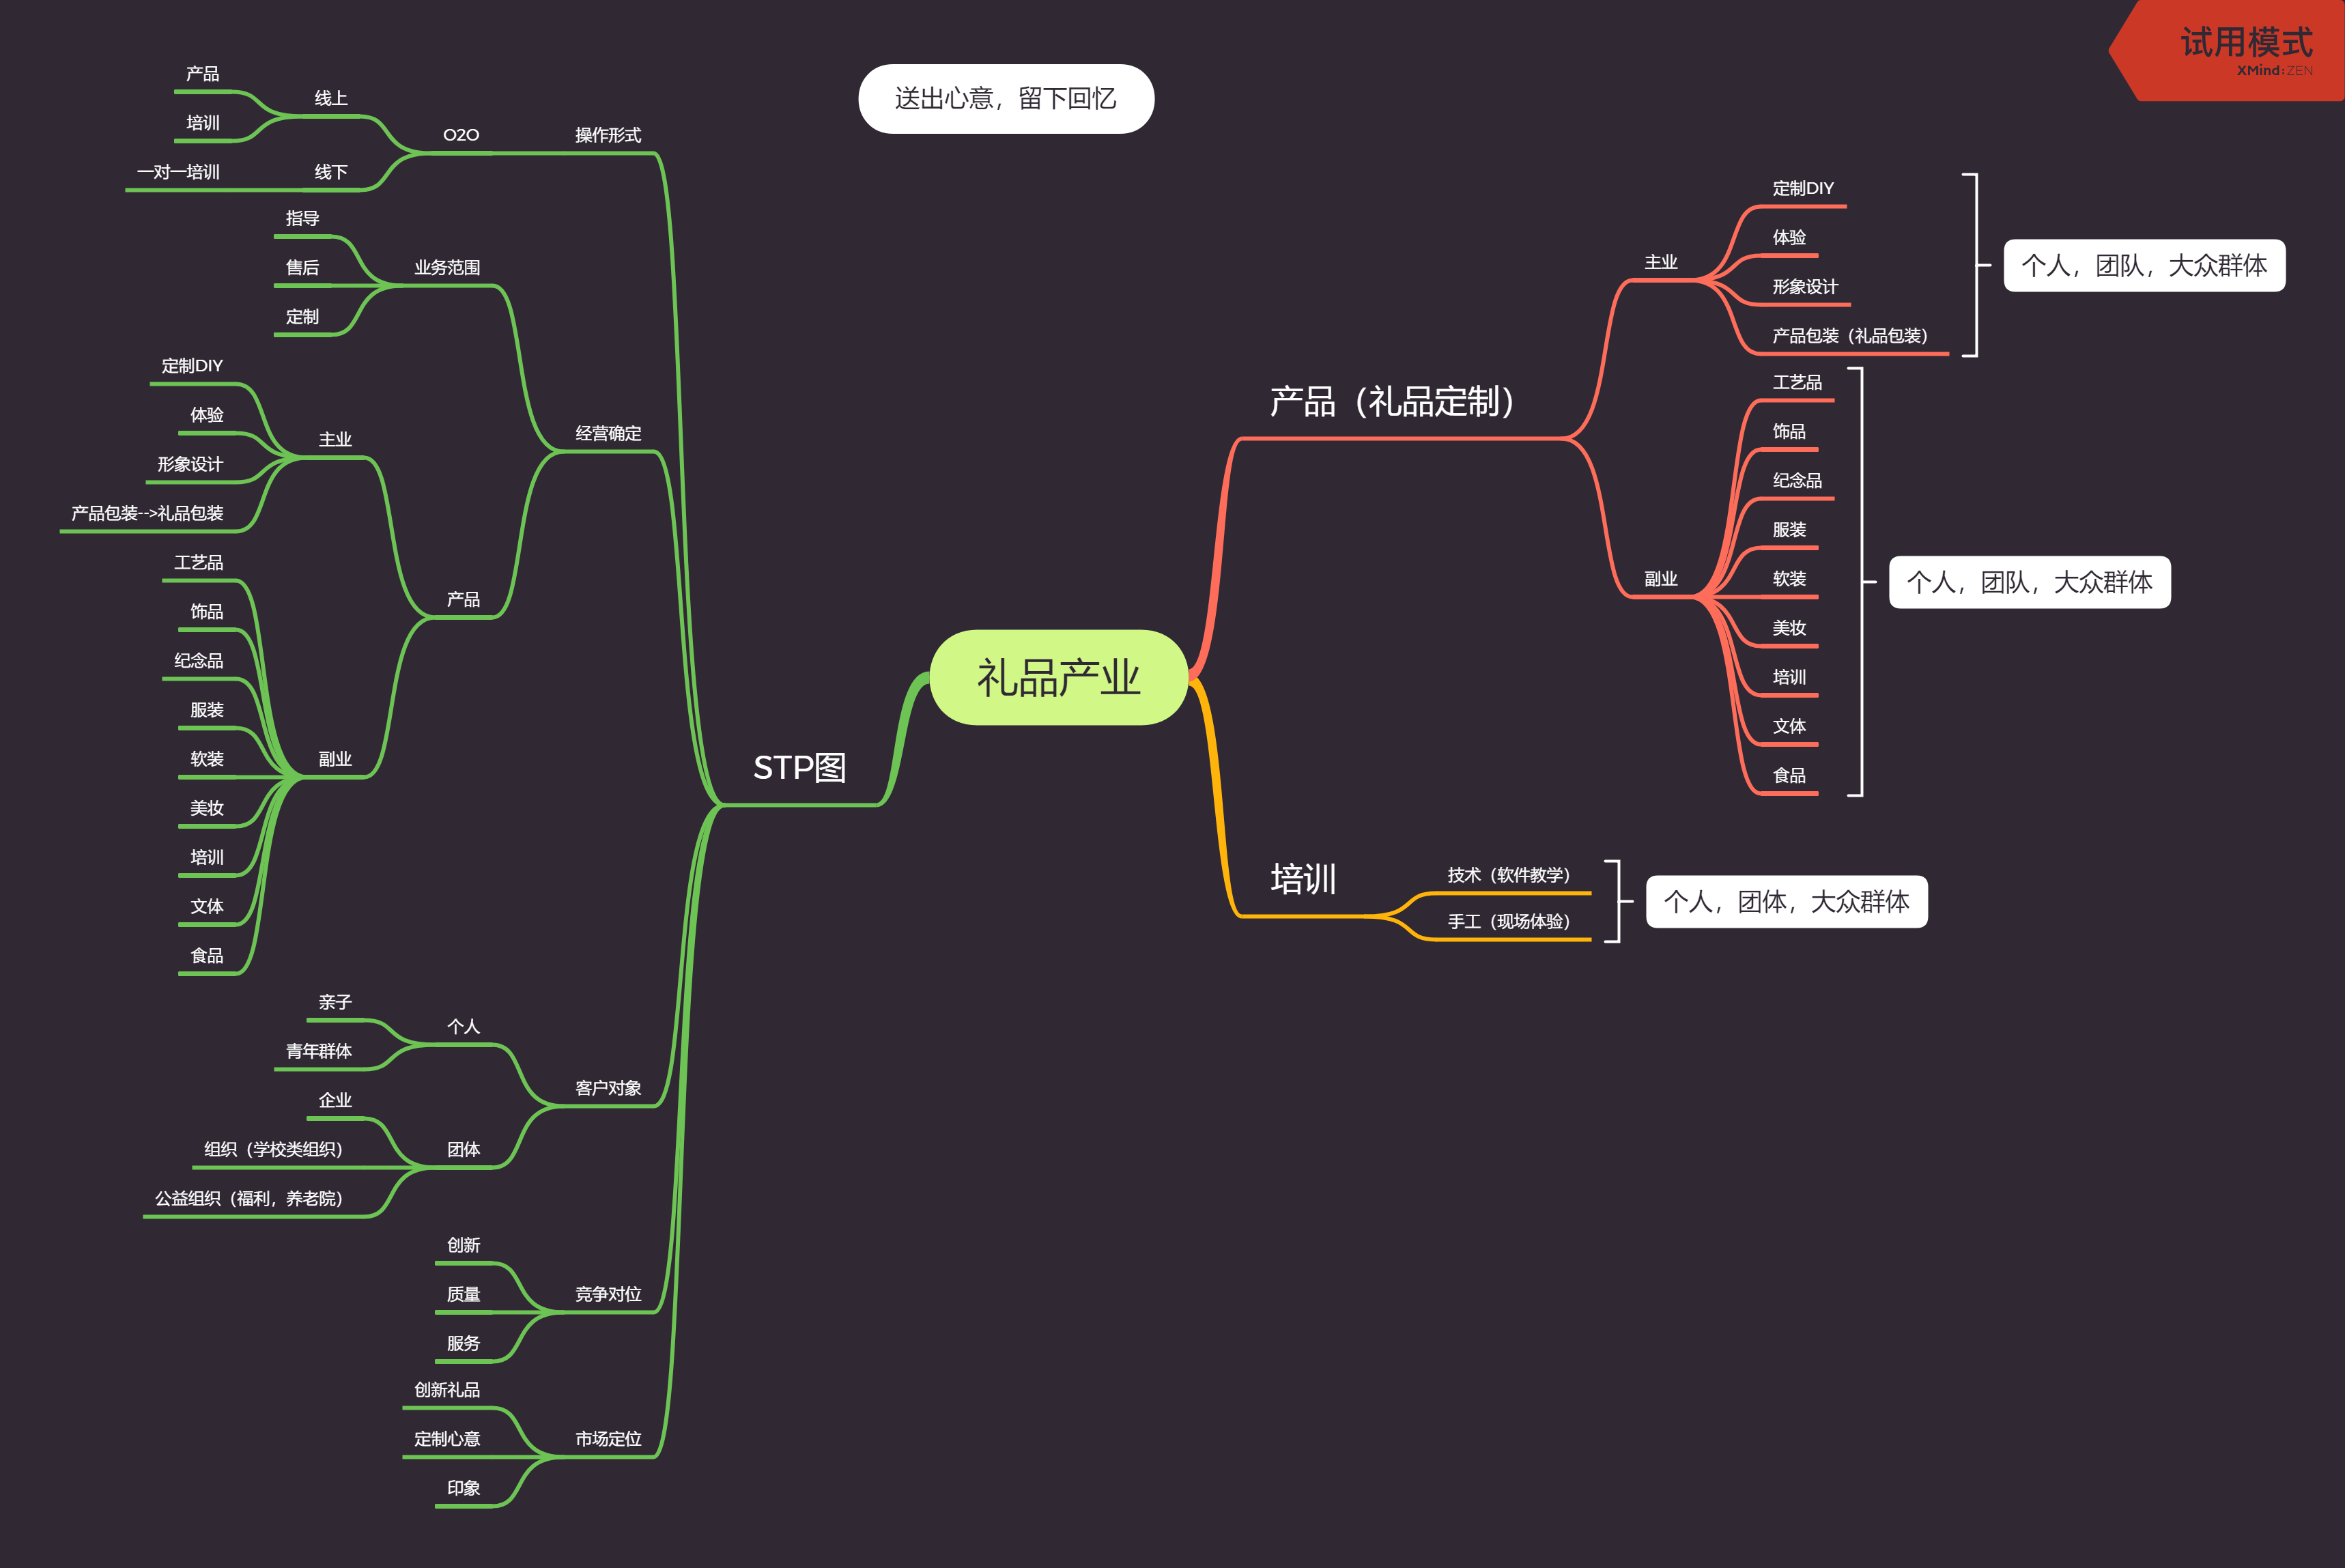 试用模式
XMind:ZEN
送出心意，留下回忆
礼品产业
产品（礼品定制）
主业
定制DIY
体验
形象设计
产品包装（礼品包装）
个人，团队，大众群体
副业
工艺品
饰品
纪念品
服装
软装
美妆
培训
文体
食品
个人，团队，大众群体
培训
技术（软件教学）
手工（现场体验）
个人，团体，大众群体
STP图
操作形式
O2O
线上
产品
培训
线下
一对一培训
经营确定
业务范围
指导
售后
定制
产品
主业
定制DIY
体验
形象设计
产品包装-->礼品包装
副业
工艺品
饰品
纪念品
服装
软装
美妆
培训
文体
食品
客户对象
个人
亲子
青年群体
团体
企业
组织（学校类组织）
公益组织（福利，养老院）
竞争对位
创新
质量
服务
市场定位
创新礼品
定制心意
印象